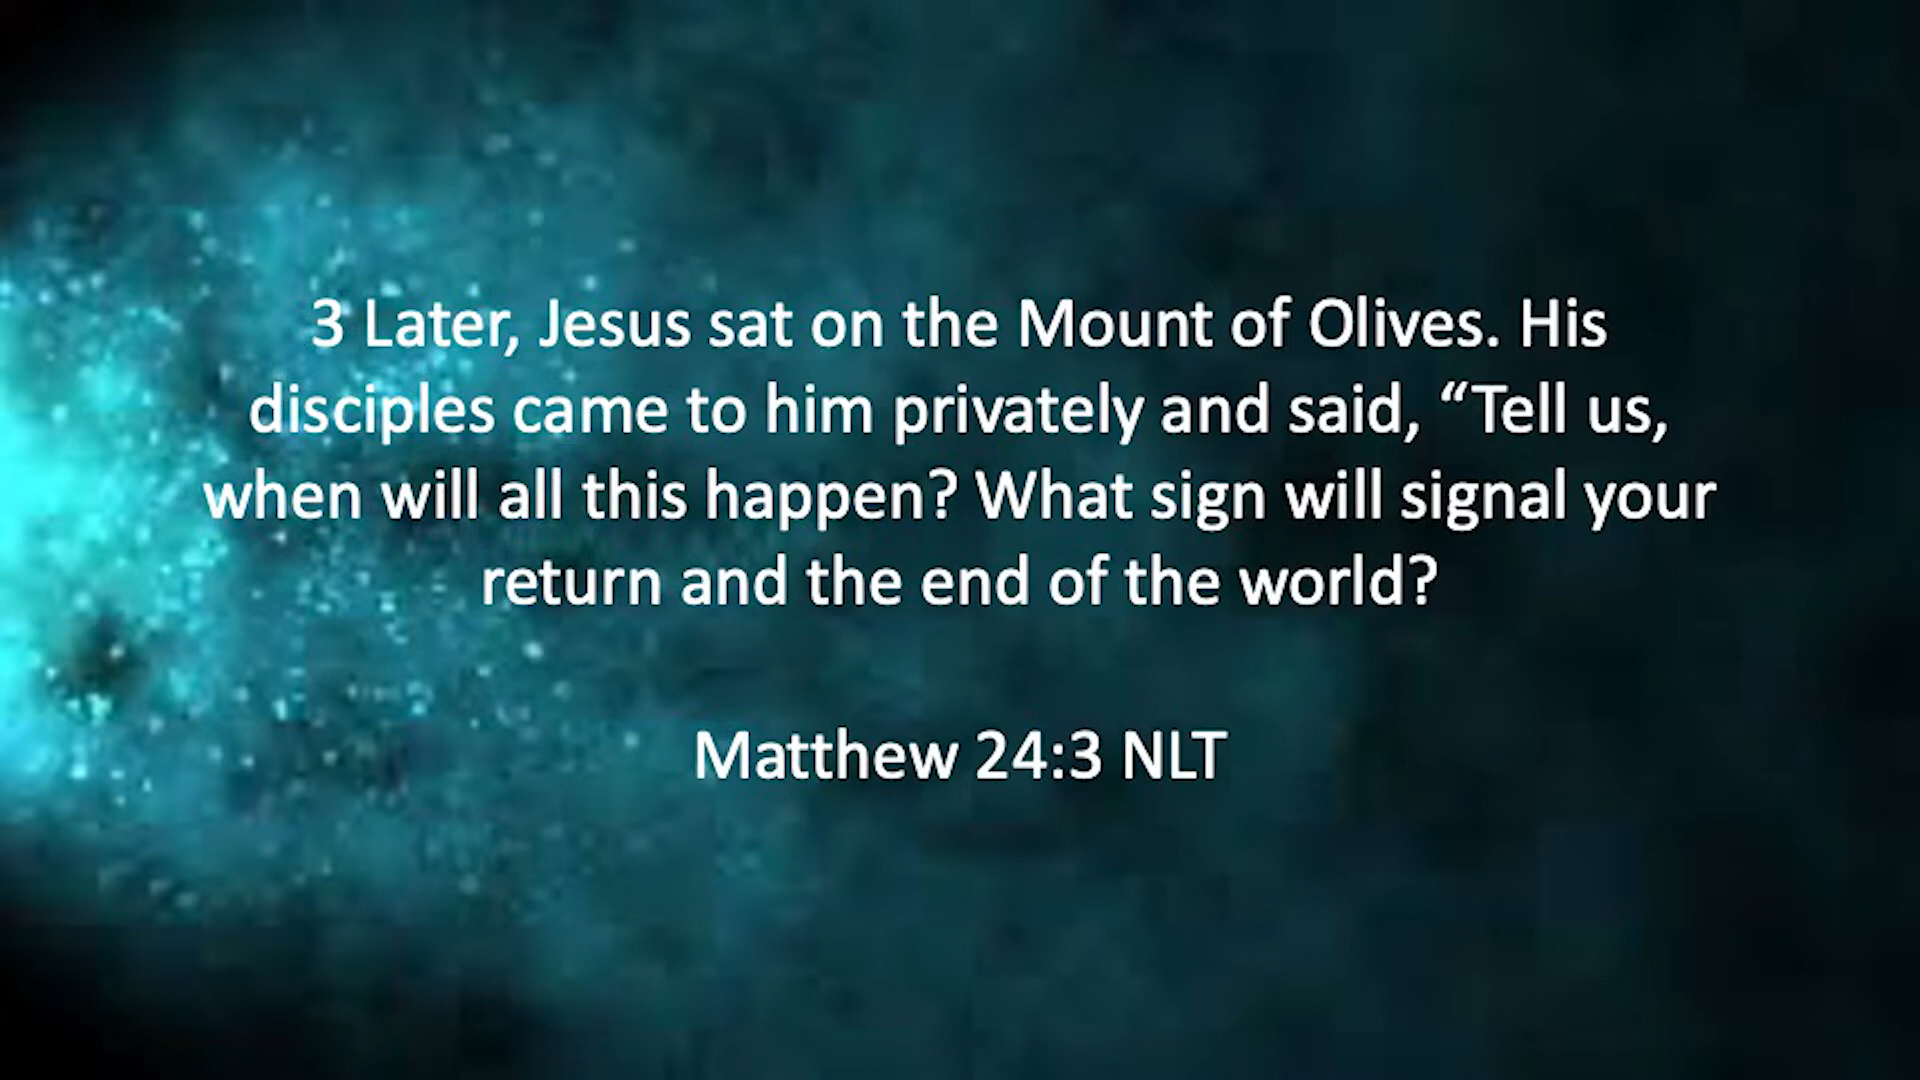 3 Later, Jesus sat on the Mount of Olives. His
disciples came to him privately and said, “Tell us,
when will all this happen? What sign will signal your
return and the end of the world?
Matthew 24:3 NLT